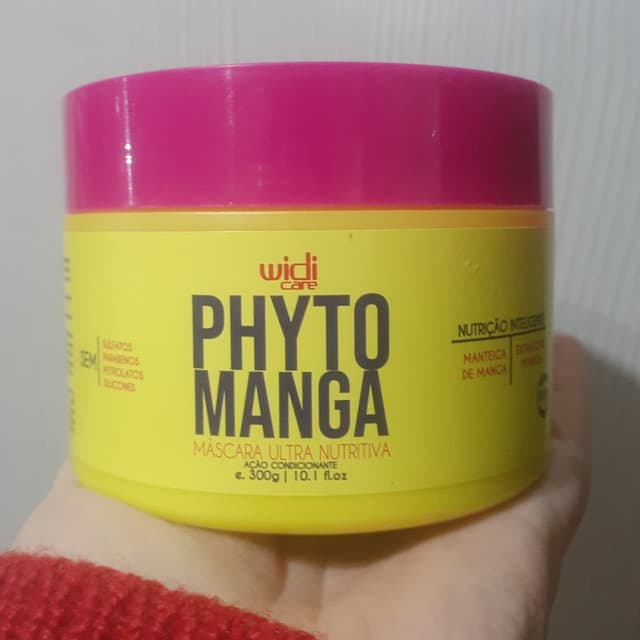 widi
care
PHYTO
MANGA
MÁSCARA ULTRA NUTRITIVA
AÇÃO CONDICIONANTE
e. 300g | 10.1 fl.oz
SEM
SULFATOS
PARABENOS
PETROLATOS
SILICONES
NUTRIÇÃO INTELIGENTE
MANTEIGA
DE MANGA